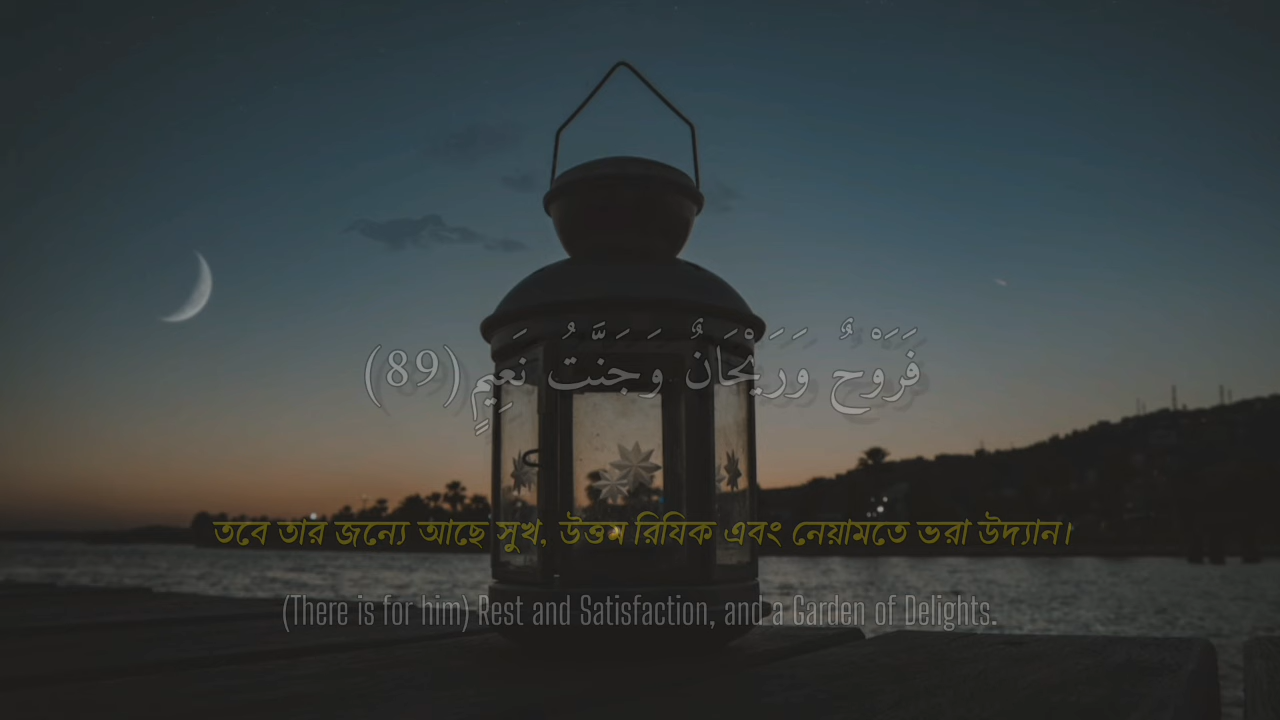 فَرَوْحٌ وَرَيْحَانٌ وَجَنَّتُ نَعِيمٍ (89)
তবে তার জন্যে আছে সুখ, উত্তম রিযিক এবং নেয়ামতে ভরা উদ্যান।
(There is for him) Rest and Satisfaction, and a Garden of Delights.